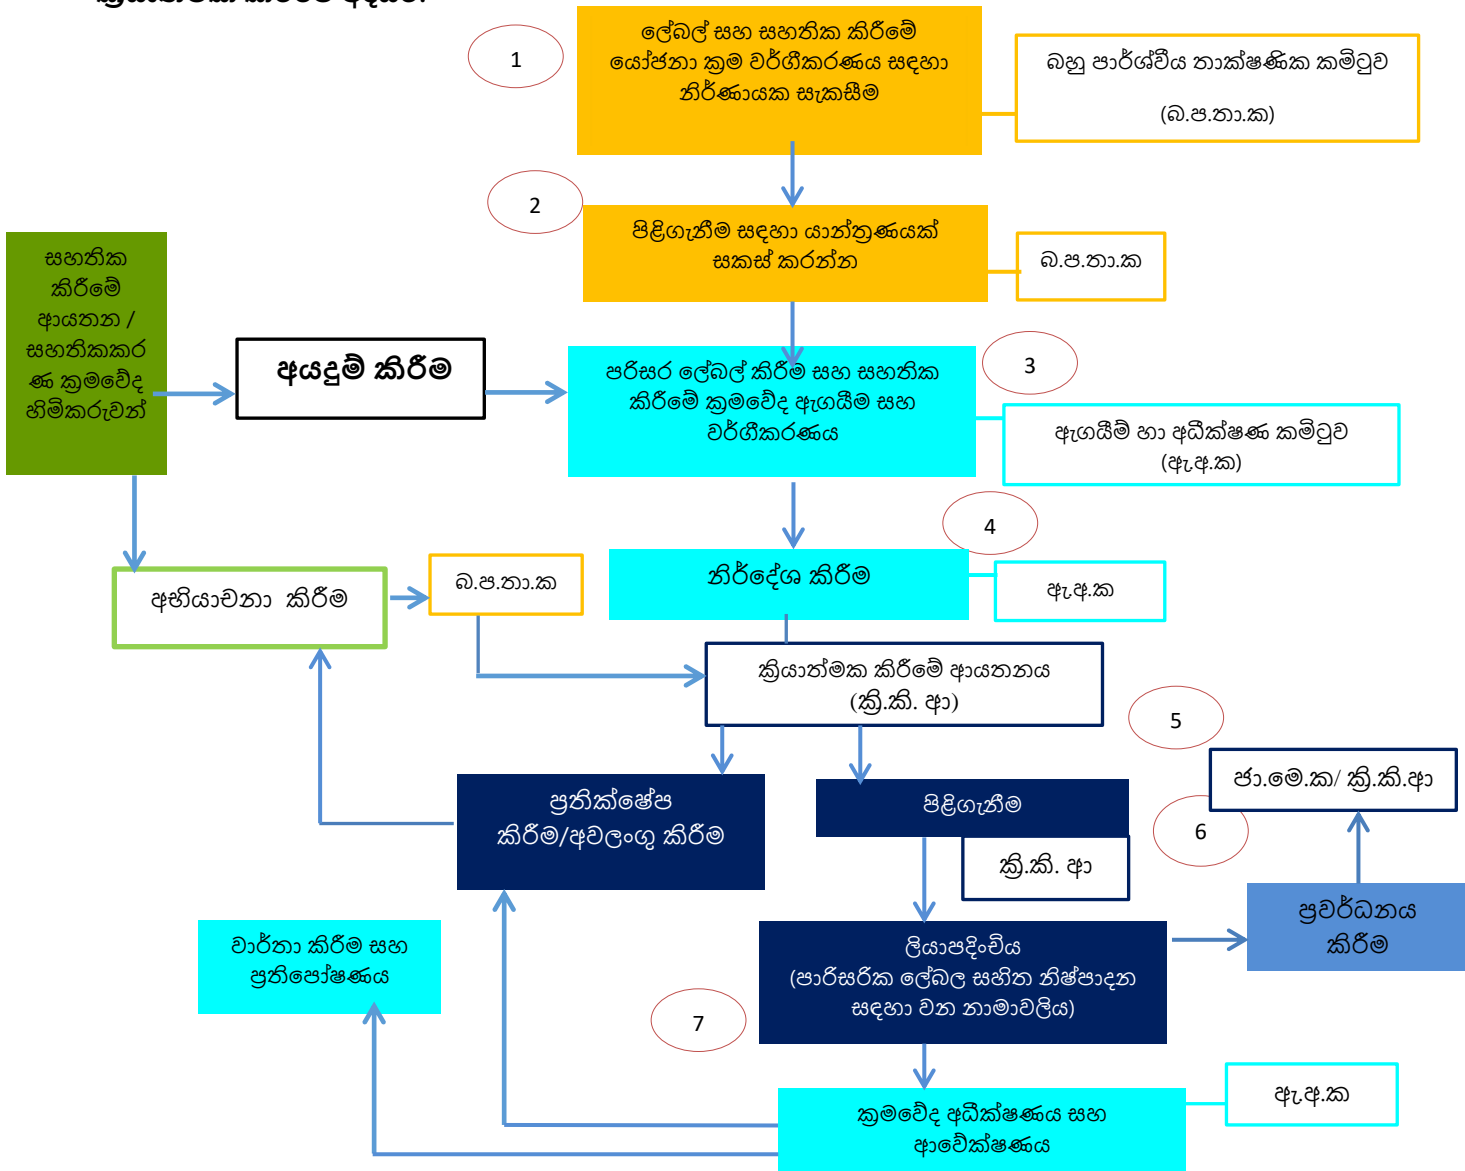 1
ලේබල් සහ සහතික කිරීමේ
යෝජනා ක්‍රම වර්ගීකරණය සඳහා
නිර්ණායක සැකසීම
බහු පාර්ශ්වීය තාක්ෂණික කමිටුව
(බ.ප.තා.ක)
2
පිළිගැනීම සඳහා යාන්ත්‍රණයක්
සකස් කරන්න
බ.ප.තා.ක
සහතික
කිරීමේ
ආයතන /
සහතිකකර
ණ ක්‍රමවේද
හිමිකරුවන්
අයදුම් කිරීම
පරිසර ලේබල් කිරීම සහ සහතික
කිරීමේ ක්‍රමවේද ඇගයීම සහ
වර්ගීකරණය
3
ඇගයීම් හා අධීක්ෂණ කමිටුව
(ඇ.අ.ක)
4
නිර්දේශ කිරීම
ඇ.අ.ක
අභියාචනා කිරීම
බ.ප.තා.ක
ක්‍රියාත්මක කිරීමේ ආයතනය
(ක්‍රි.කි. ආ)
5
ජා.මෙ.ක/ ක්‍රි.කි.ආ
ප්‍රතික්ෂේප
කිරීම/අවලංගු කිරීම
පිළිගැනීම
6
ක්‍රි.කි. ආ
ප්‍රවර්ධනය
කිරීම
වාර්තා කිරීම සහ
ප්‍රතිපෝෂණය
ලියාපදිංචිය
(පාරිසරික ලේබල සහිත නිෂ්පාදන
සඳහා වන නාමාවලිය)
7
ක්‍රමවේද අධීක්ෂණය සහ
ආවේක්ෂණය
ඇ.අ.ක